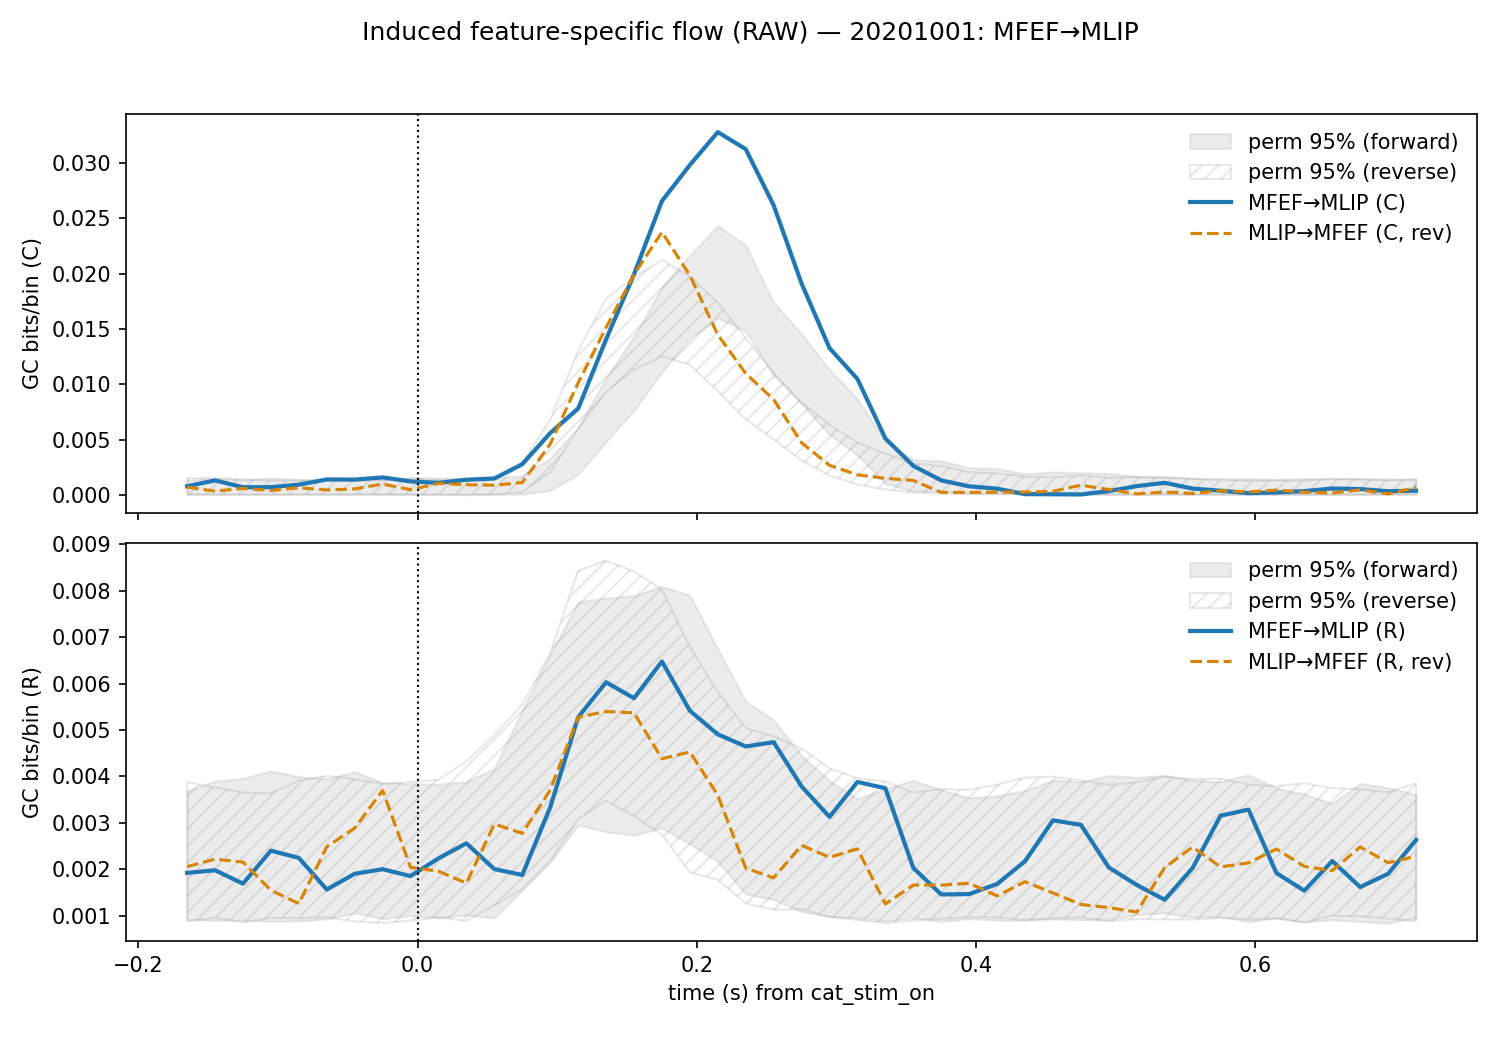 Induced feature-specific flow (RAW) — 20201001: MFEF→MLIP
GC bits/bin (C)
0.030
0.025
0.020
0.015
0.010
0.005
0.000
perm 95% (forward)
perm 95% (reverse)
MFEF→MLIP (C)
MLIP→MFEF (C, rev)
GC bits/bin (R)
0.009
0.008
0.007
0.006
0.005
0.004
0.003
0.002
0.001
perm 95% (forward)
perm 95% (reverse)
MFEF→MLIP (R)
MLIP→MFEF (R, rev)
−0.2
0.0
0.2
0.4
0.6
time (s) from cat_stim_on